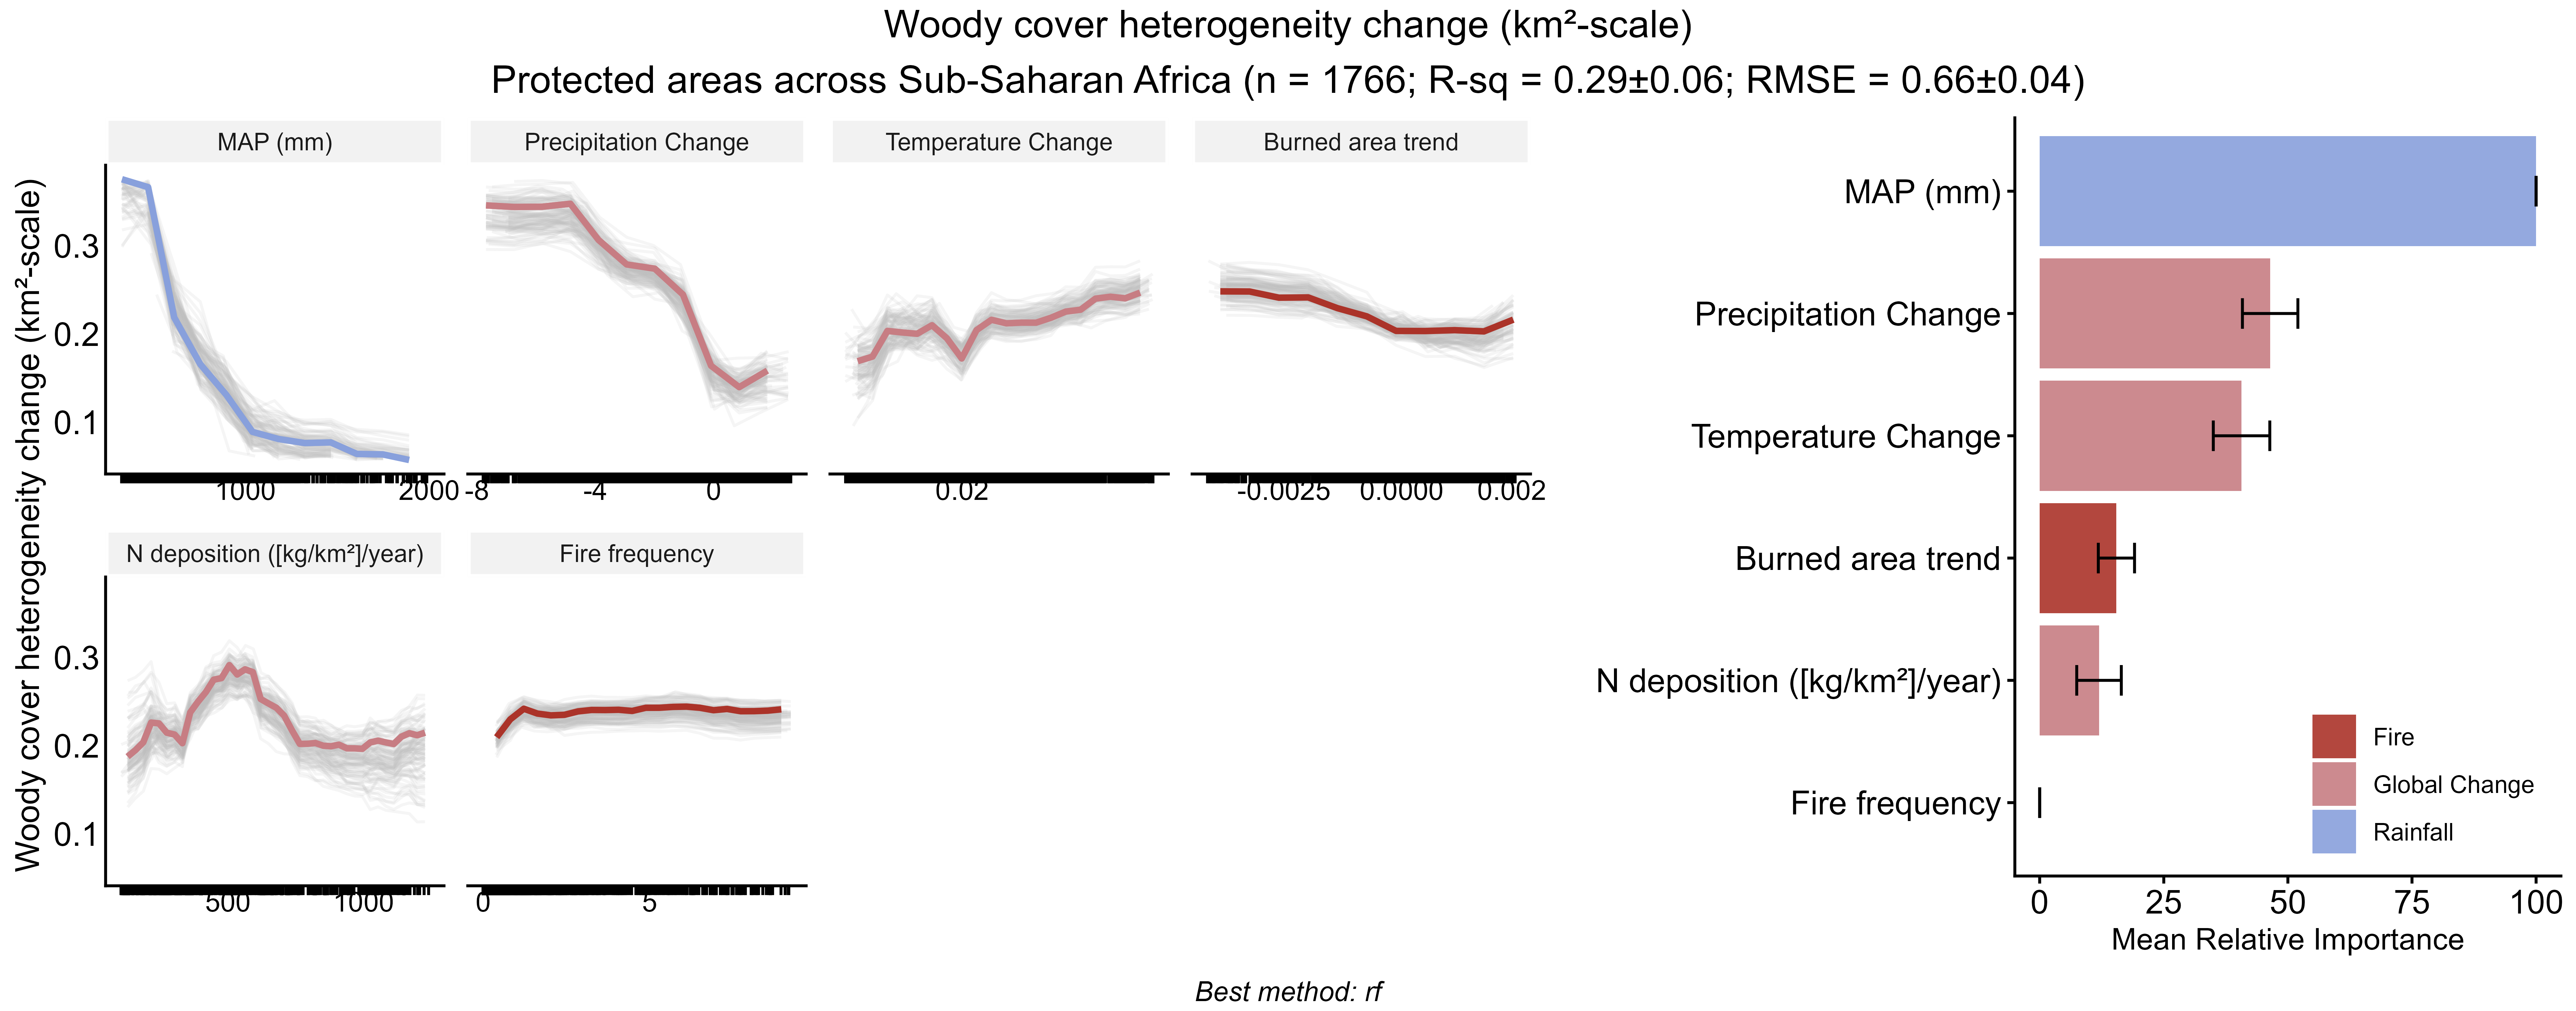 Woody cover heterogeneity change (km²-scale)
Protected areas across Sub-Saharan Africa (n = 1766; R-sq = 0.29±0.06; RMSE = 0.66±0.04)
Woody cover heterogeneity change (km²-scale)
MAP (mm)
Precipitation Change
Temperature Change
Burned area trend
0.3
0.2
0.1
1000
2000
-8
-4
0
0.02
-0.0025
0.0000
0.002
N deposition ([kg/km²]/year)
Fire frequency
0.3
0.2
0.1
500
1000
0
5
MAP (mm)
Precipitation Change
Temperature Change
Burned area trend
N deposition ([kg/km²]/year)
Fire frequency
Fire
Global Change
Rainfall
0
25
50
75
100
Mean Relative Importance
Best method: rf